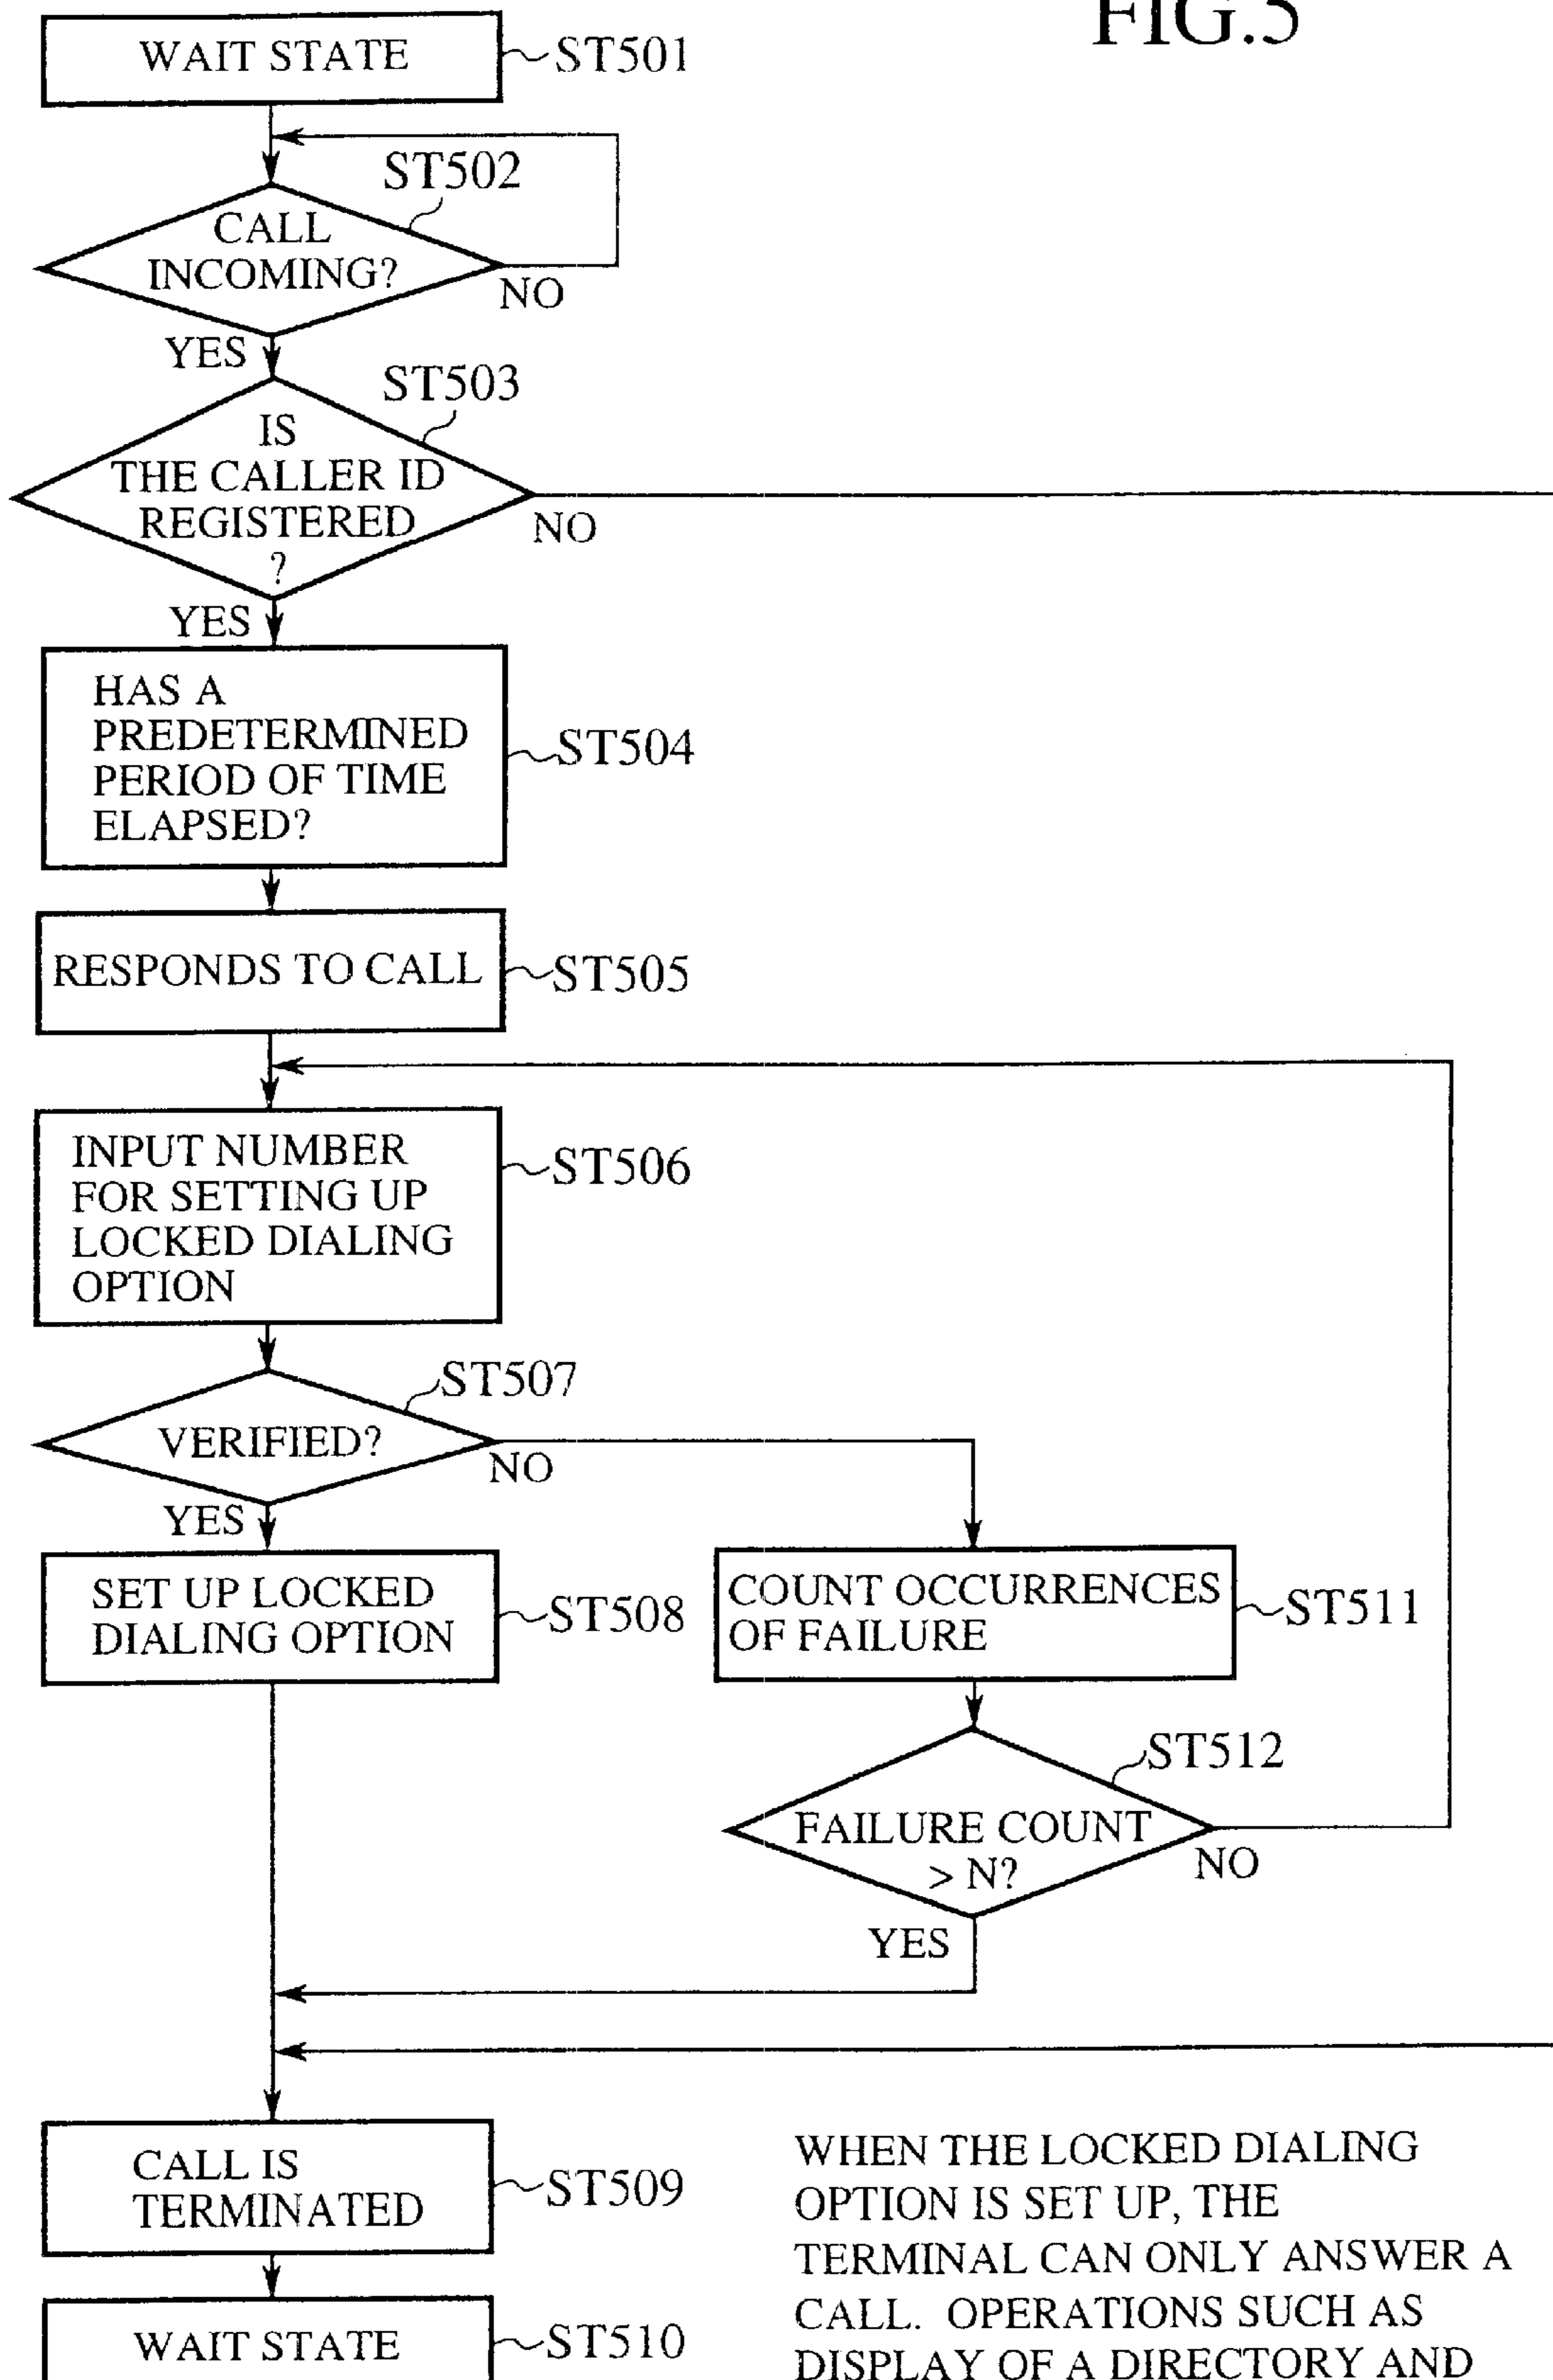 FIG.5
WAIT STATE
ST501
ST502
CALL
INCOMING?
NO
YES
ST503
IS
THE CALLER ID
REGISTERED
?
NO
YES
HAS A
PREDETERMINED
PERIOD OF TIME
ELAPSED?
ST504
RESPONDS TO CALL
ST505
INPUT NUMBER
FOR SETTING UP
LOCKED DIALING
OPTION
ST506
ST507
VERIFIED?
NO
YES
SET UP LOCKED
DIALING OPTION
ST508
COUNT OCCURRENCES
OF FAILURE
ST511
ST512
FAILURE COUNT
> N?
NO
YES
CALL IS
TERMINATED
ST509
WAIT STATE
ST510
WHEN THE LOCKED DIALING
OPTION IS SET UP, THE
TERMINAL CAN ONLY ANSWER A
CALL. OPERATIONS SUCH AS
DISPLAY OF A DIRECTORY AND